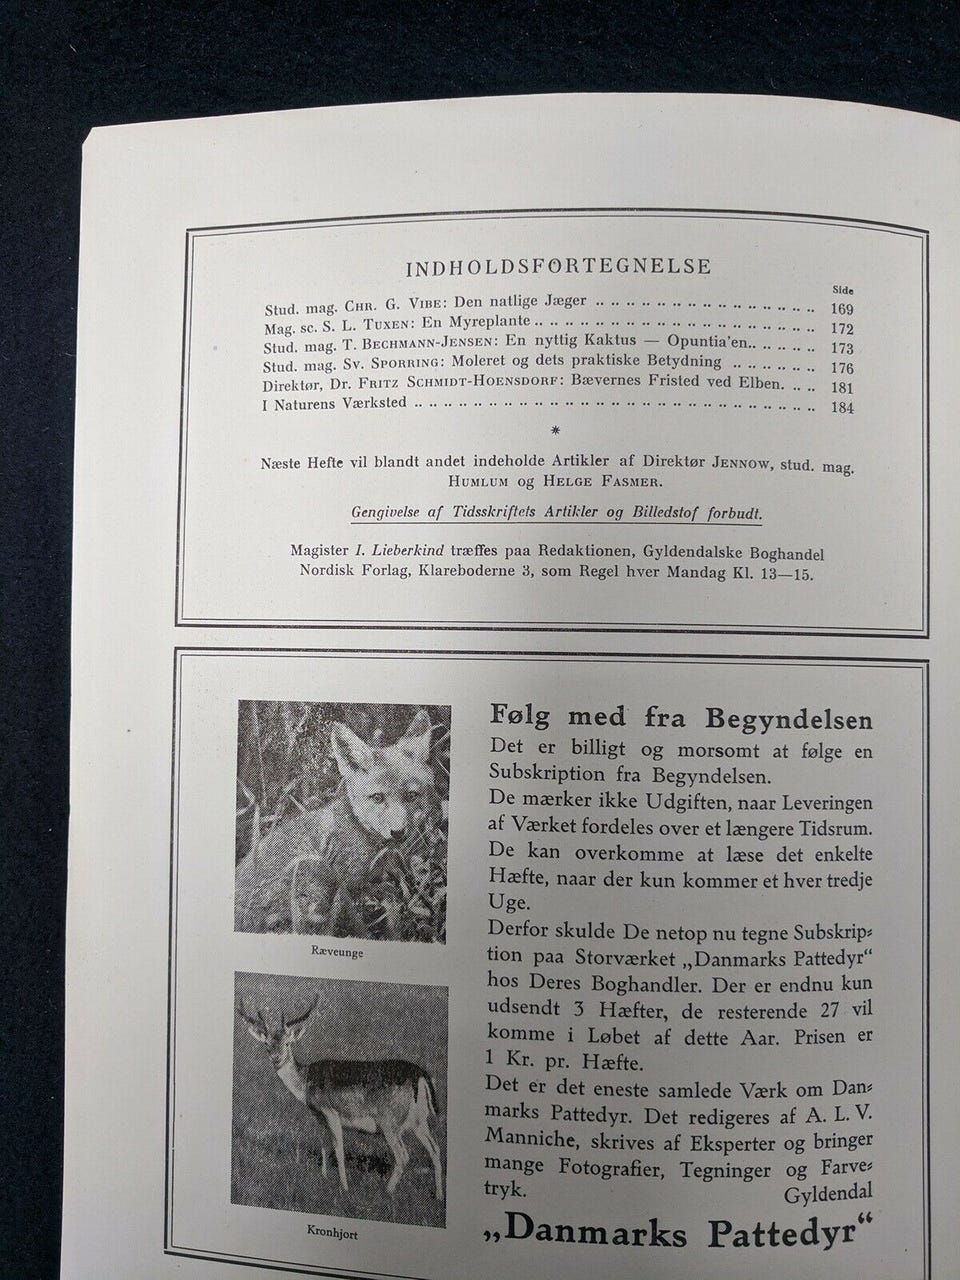 INDHOLDSFORTEGNELSE
Side
Stud. mag. CHR. G. VIBE: Den natlige Jæger .. .. .. .. .. .. .. .. .. .. .. .. .. .. .. 169
Mag. sc. S. L. TUXEN: En Myreplante .. .. .. .. .. .. .. .. .. .. .. .. .. .. .. .. .. .. .. 172
Stud. mag. T. BECHMANN-JENSEN: En nyttig Kaktus — Opuntia'en.. .. .. .. .. 173
Stud. mag. Sv. SPORRING: Moleret og dets praktiske Betydning .. .. .. .. .. .. 176
Direktør, Dr. FRITZ SCHMIDT-HOENSDORF: Bævernes Fristed ved Elben. .. .. 181
I Naturens Værksted .. .. .. .. .. .. .. .. .. .. .. .. .. .. .. .. .. .. .. .. .. .. .. .. .. .. .. 184
*
Næste Hefte vil blandt andet indeholde Artikler af Direktør JENNOW, stud. mag.
HUMLUM og HELGE FASMER.
Gengivelse af Tidsskriftets Artikler og Billedstof forbudt.
Magister I. Lieberkind træffes paa Redaktionen, Gyldendalske Boghandel
Nordisk Forlag, Klareboderne 3, som Regel hver Mandag Kl. 13—15.
Ræveunge
Kronhjort
Følg med fra Begyndelsen
Det er billigt og morsomt at følge en
Subskription fra Begyndelsen.
De mærker ikke Udgiften, naar Leveringen
af Værket fordeles over et længere Tidsrum.
De kan overkomme at læse det enkelte
Hæfte, naar der kun kommer et hver tredje
Uge.
Derfor skulde De netop nu tegne Subskrip=
tion paa Storværket „Danmarks Pattedyr“
hos Deres Boghandler. Der er endnu kun
udsendt 3 Hæfter, de resterende 27 vil
komme i Løbet af dette Aar. Prisen er
1 Kr. pr. Hæfte.
Det er det eneste samlede Værk om Dan=
marks Pattedyr. Det redigeres af A. L. V.
Manniche, skrives af Eksperter og bringer
mange Fotografier, Tegninger og Farve=
tryk. Gyldendal
„Danmarks Pattedyr“